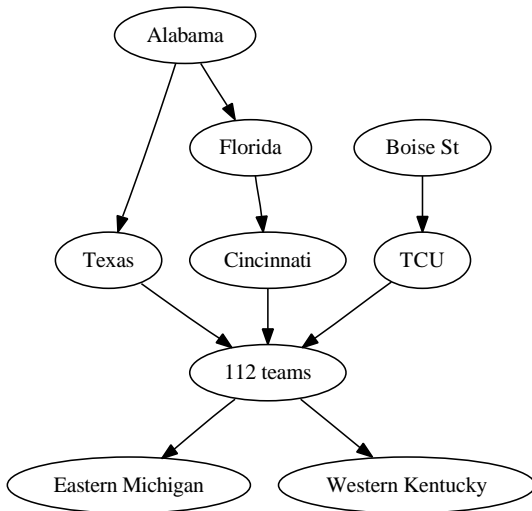 Alabama
Florida
Boise St
Texas
Cincinnati
TCU
112 teams
Eastern Michigan
Western Kentucky